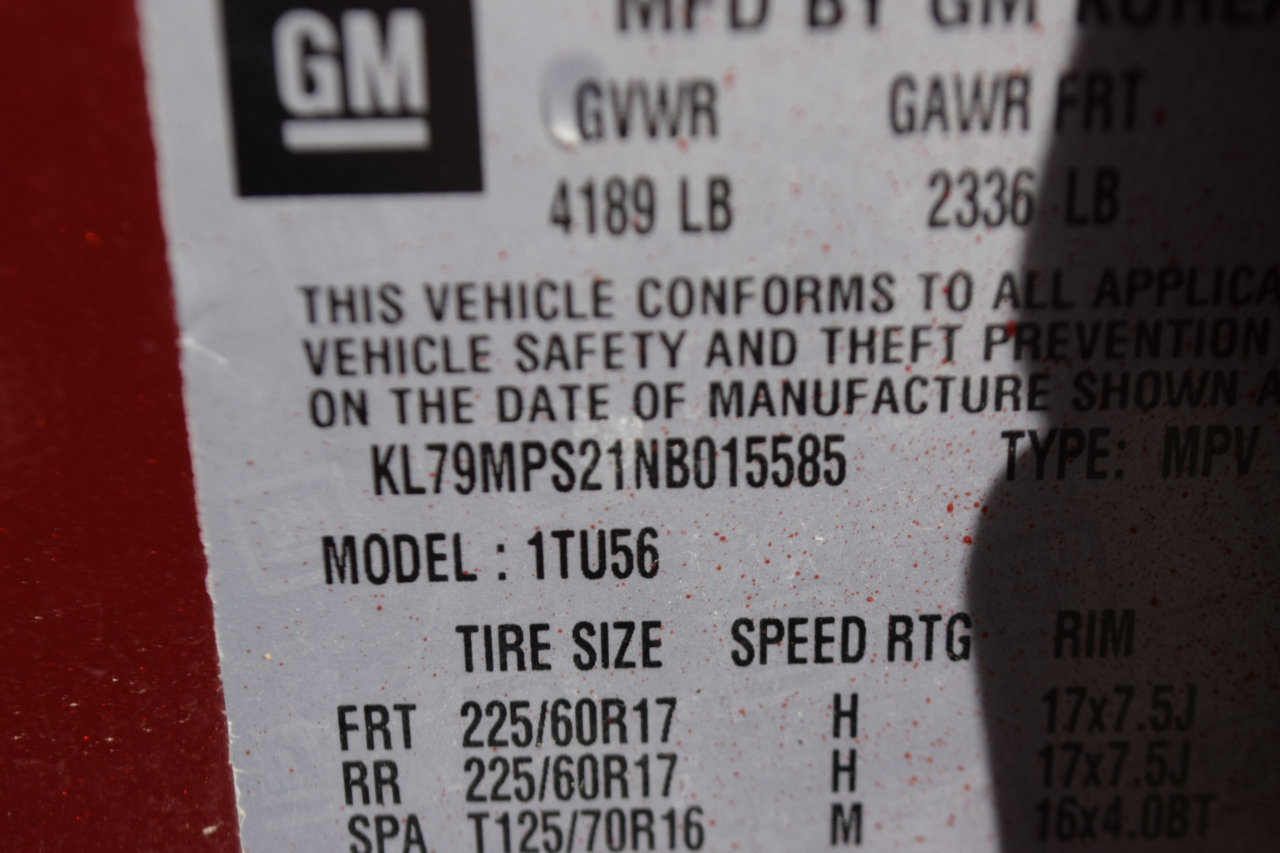 GM
MFD BY GM KOREA
GVWR GAWR FRT
4189 LB 2336 LB
THIS VEHICLE CONFORMS TO ALL APPLICA
VEHICLE SAFETY AND THEFT PREVENTION
ON THE DATE OF MANUFACTURE SHOWN A
KL79MPS21NB015585 TYPE: MPV
MODEL : 1TU56
TIRE SIZE SPEED RTG RIM
FRT 225/60R17 H 17x7.5J
RR 225/60R17 H 17x7.5J
SPA T125/70R16 M 16x4.0BT